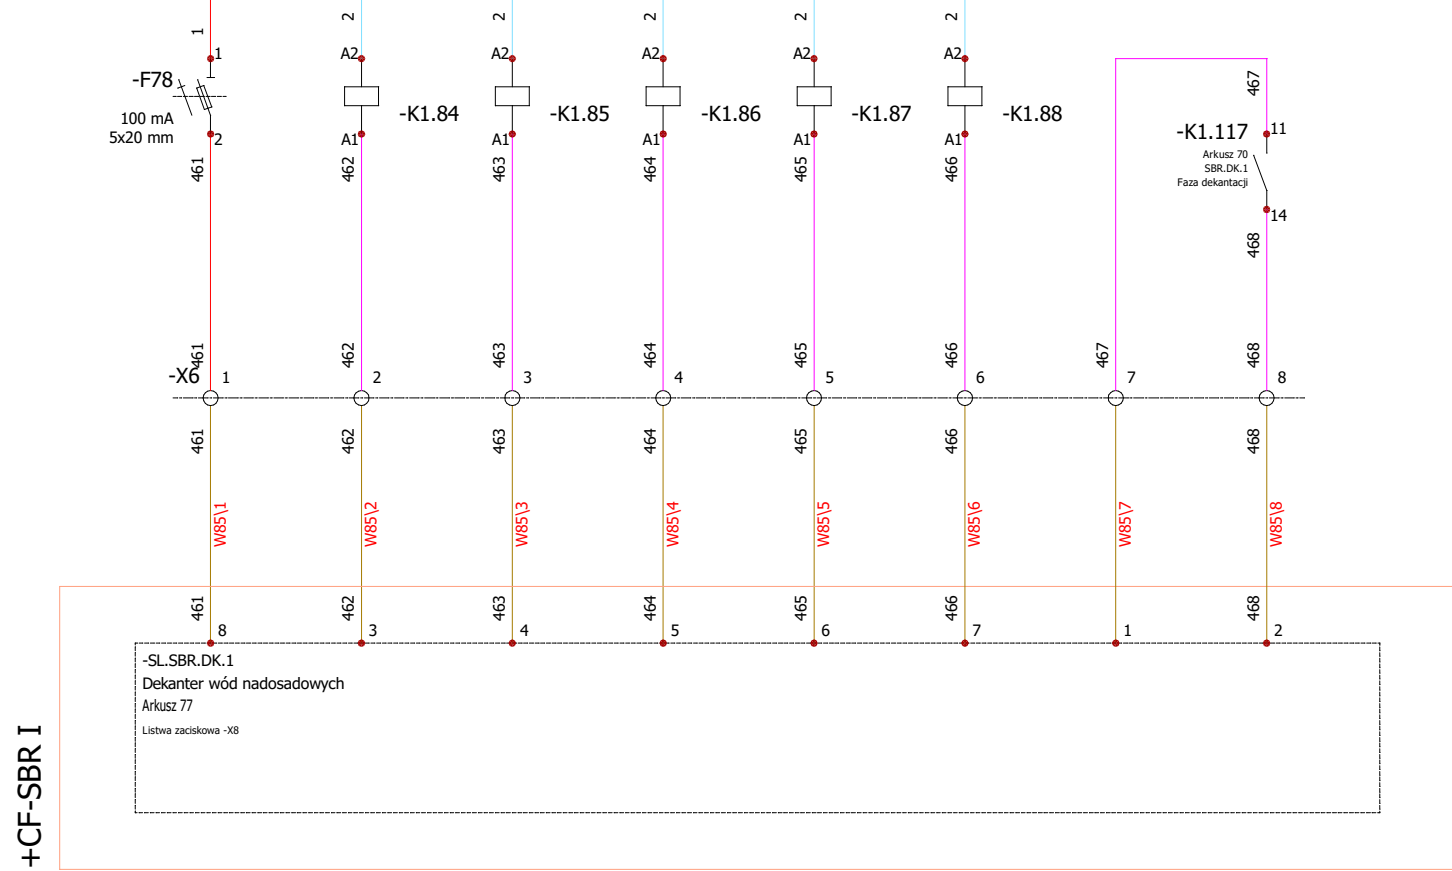 1 2 2 2 2 2
1 A2 A2 A2 A2 A2
-F78
467
100 mA
5x20 mm
-K1.84 -K1.85 -K1.86 -K1.87 -K1.88
-K1.117 11
2 A1 A1 A1 A1 A1
Arkusz 70
SBR.DK.1
Faza dekantacji
461 462 463 464 465 466
14
468
461 462 463 464 465 466 467 468
-X6 1 2 3 4 5 6 7 8
461 462 463 464 465 466 468
W85\1 W85\2 W85\3 W85\4 W85\5 W85\6 W85\7 W85\8
461 462 463 464 465 466 468
8 3 4 5 6 7 1 2
-SL.SBR.DK.1
Dekanter wód nadosadowych
Arkusz 77
Listwa zaciskowa -X8
+CF-SBR I